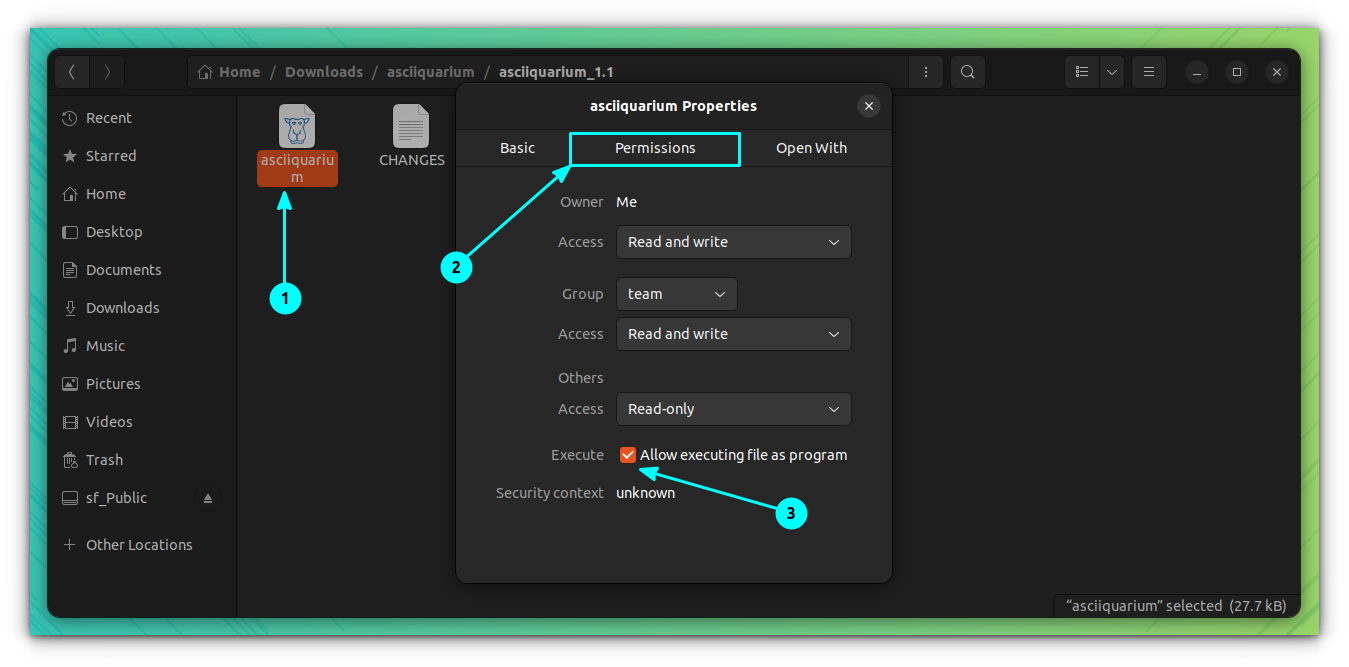 Home / Downloads / asciiquarium / asciiquarium_1.1
Recent
Starred
Home
Desktop
Documents
Downloads
Music
Pictures
Videos
Trash
sf_Public
Other Locations
asciiquariu
m
CHANGES
1
2
asciiquarium Properties
Basic Permissions Open With
Owner Me
Access Read and write
Group team
Access Read and write
Others
Access Read-only
Execute Allow executing file as program
Security context unknown
3
“asciiquarium” selected (27.7 kB)